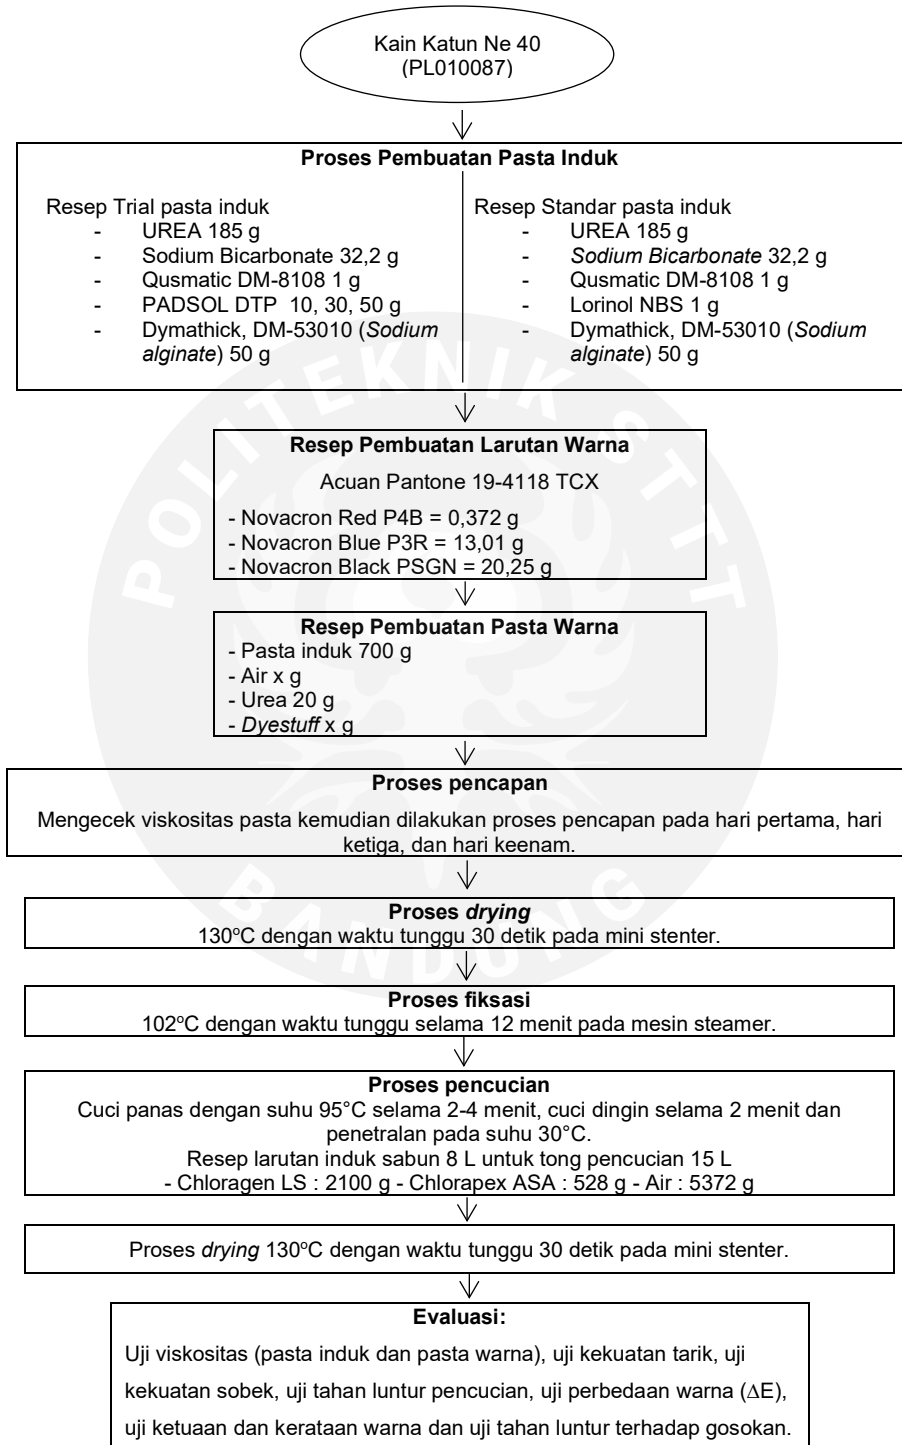 Kain Katun Ne 40
(PL010087)
Proses Pembuatan Pasta Induk
Resep Trial pasta induk
- UREA 185 g
- Sodium Bicarbonate 32,2 g
- Qusmatic DM-8108 1 g
- PADSOL DTP 10, 30, 50 g
- Dymathick, DM-53010 (Sodium
alginate) 50 g
Resep Standar pasta induk
- UREA 185 g
- Sodium Bicarbonate 32,2 g
- Qusmatic DM-8108 1 g
- Lorinol NBS 1 g
- Dymathick, DM-53010 (Sodium
alginate) 50 g
Resep Pembuatan Larutan Warna
Acuan Pantone 19-4118 TCX
- Novacron Red P4B = 0,372 g
- Novacron Blue P3R = 13,01 g
- Novacron Black PSGN = 20,25 g
Resep Pembuatan Pasta Warna
- Pasta induk 700 g
- Air x g
- Urea 20 g
- Dyestuff x g
Proses pencapan
Mengecek viskositas pasta kemudian dilakukan proses pencapan pada hari pertama, hari
ketiga, dan hari keenam.
Proses drying
130°C dengan waktu tunggu 30 detik pada mini stenter.
Proses fiksasi
102°C dengan waktu tunggu selama 12 menit pada mesin steamer.
Proses pencucian
Cuci panas dengan suhu 95°C selama 2-4 menit, cuci dingin selama 2 menit dan
penetralan pada suhu 30°C.
Resep larutan induk sabun 8 L untuk tong pencucian 15 L
- Chloragen LS : 2100 g - Chlorapex ASA : 528 g - Air : 5372 g
Proses drying 130°C dengan waktu tunggu 30 detik pada mini stenter.
Evaluasi:
Uji viskositas (pasta induk dan pasta warna), uji kekuatan tarik, uji
kekuatan sobek, uji tahan luntur pencucian, uji perbedaan warna (∆E),
uji ketuaan dan kerataan warna dan uji tahan luntur terhadap gosokan.
POLITEKNIK STTT
BANDUNG